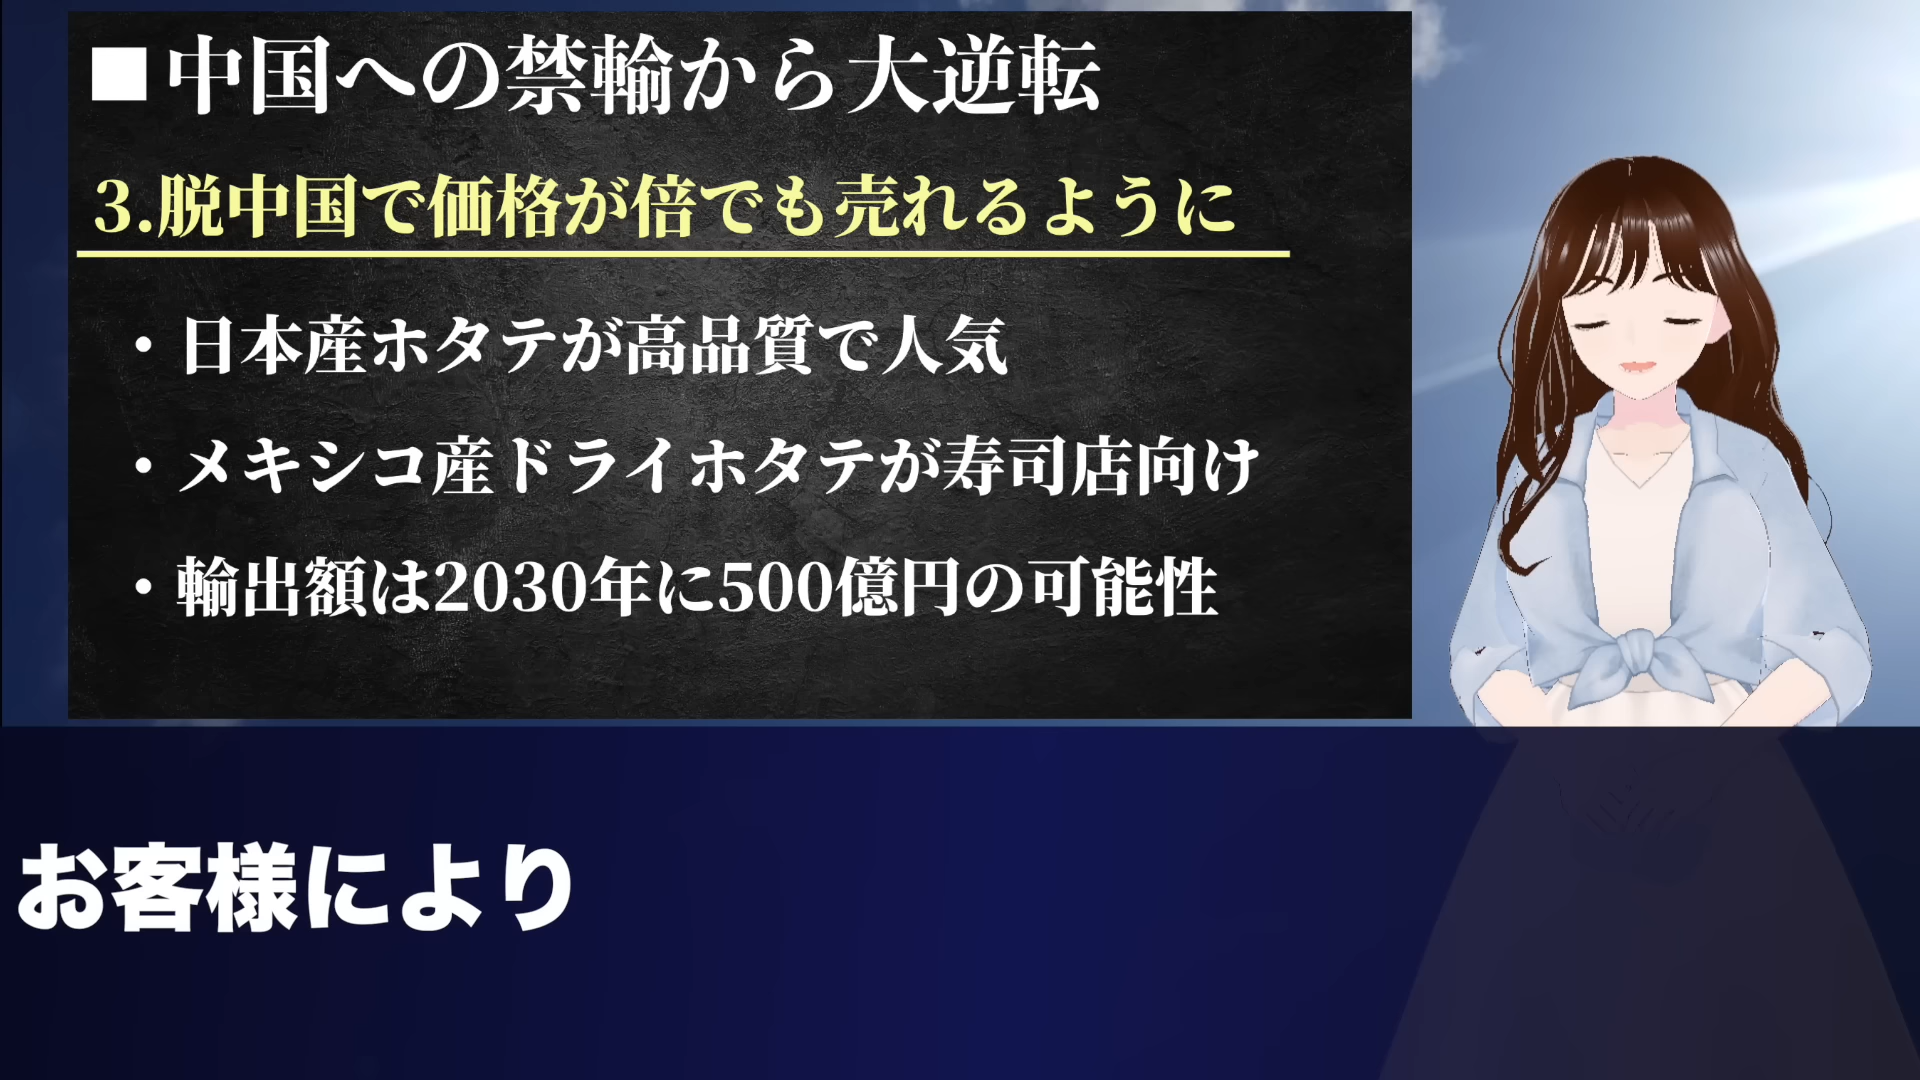 ■中国への禁輸から大逆転
3.脱中国で価格が倍でも売れるように
・日本産ホタテが高品質で人気
・メキシコ産ドライホタテが寿司店向け
・輸出額は2030年に500億円の可能性
お客様により